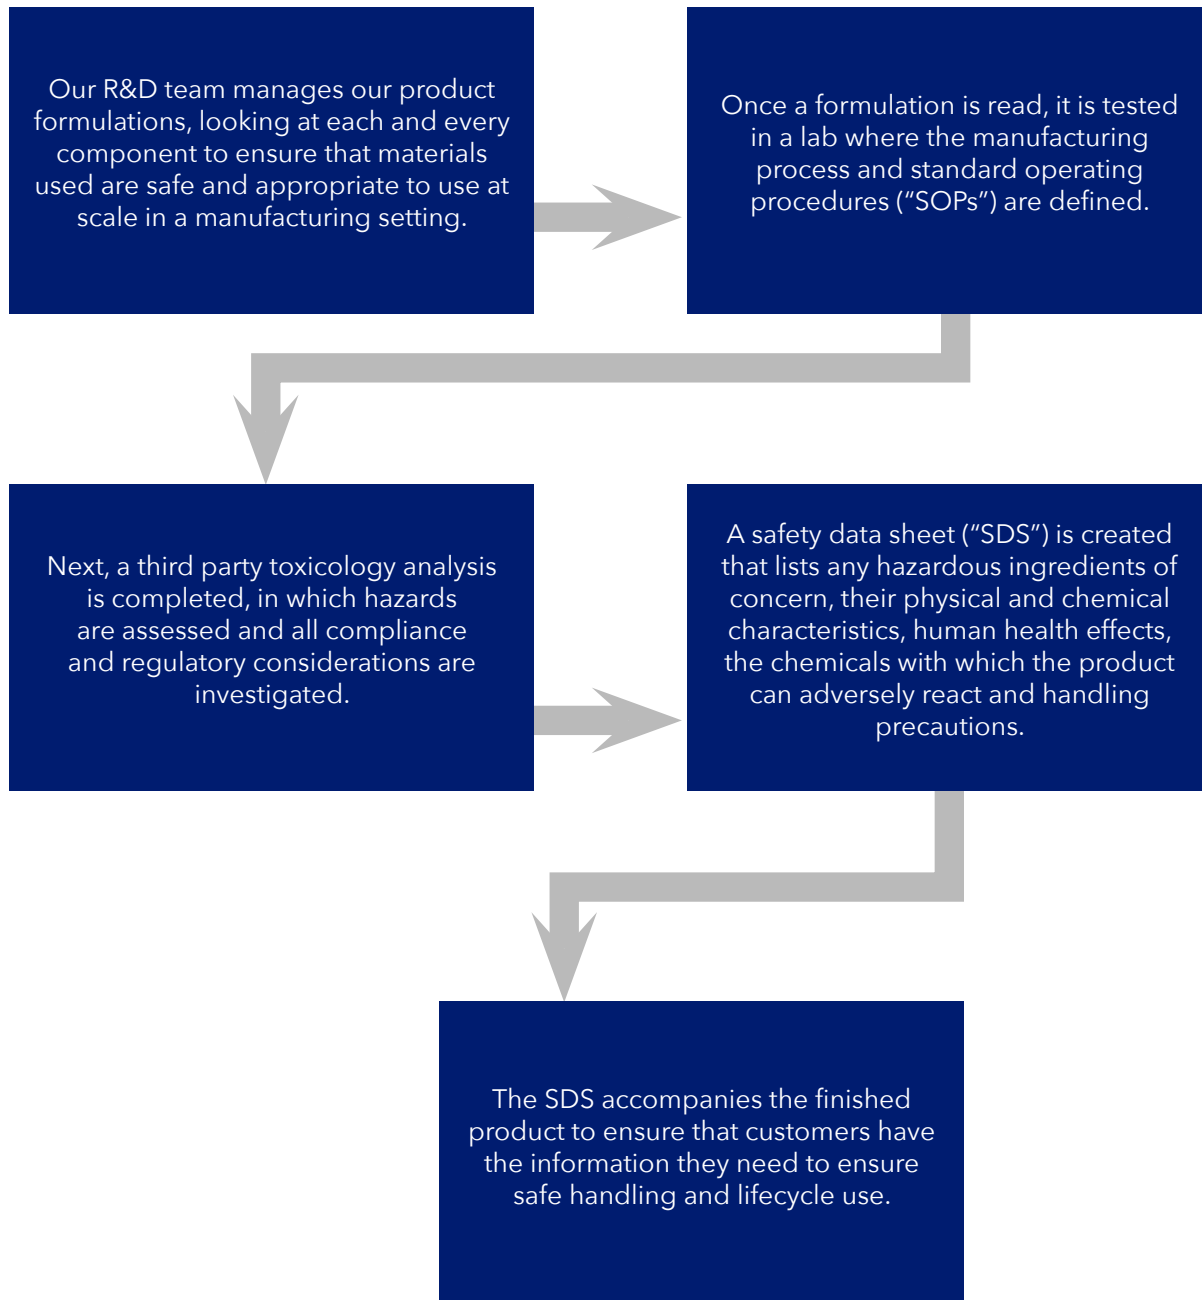 Our R&D team manages our product
formulations, looking at each and every
component to ensure that materials
used are safe and appropriate to use at
scale in a manufacturing setting.
Once a formulation is read, it is tested
in a lab where the manufacturing
process and standard operating
procedures (“SOPs”) are defined.
Next, a third party toxicology analysis
is completed, in which hazards
are assessed and all compliance
and regulatory considerations are
investigated.
A safety data sheet (“SDS”) is created
that lists any hazardous ingredients of
concern, their physical and chemical
characteristics, human health effects,
the chemicals with which the product
can adversely react and handling
precautions.
The SDS accompanies the finished
product to ensure that customers have
the information they need to ensure
safe handling and lifecycle use.